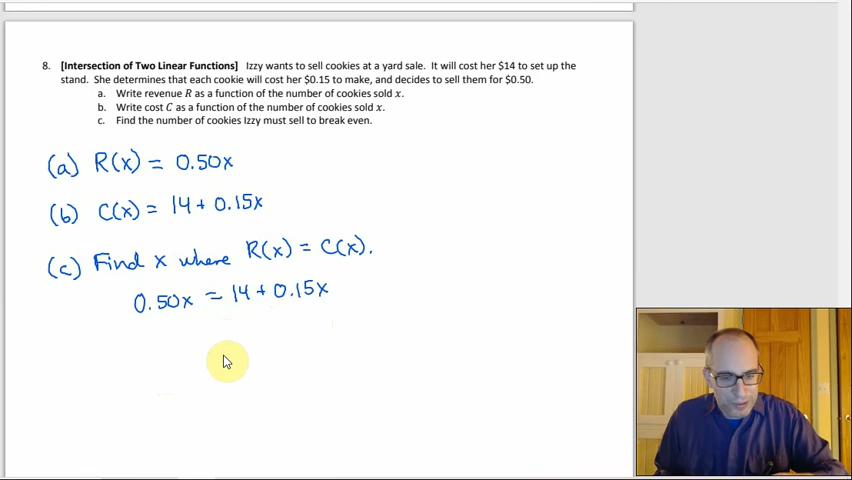 8. [Intersection of Two Linear Functions] Izzy wants to sell cookies at a yard sale. It will cost her $14 to set up the
stand. She determines that each cookie will cost her $0.15 to make, and decides to sell them for $0.50.
a. Write revenue R as a function of the number of cookies sold x.
b. Write cost C as a function of the number of cookies sold x.
c. Find the number of cookies Izzy must sell to break even.
(a) R(x) = 0.50x
(b) C(x) = 14 + 0.15x
(c) Find x where R(x) = C(x).
0.50x = 14 + 0.15x